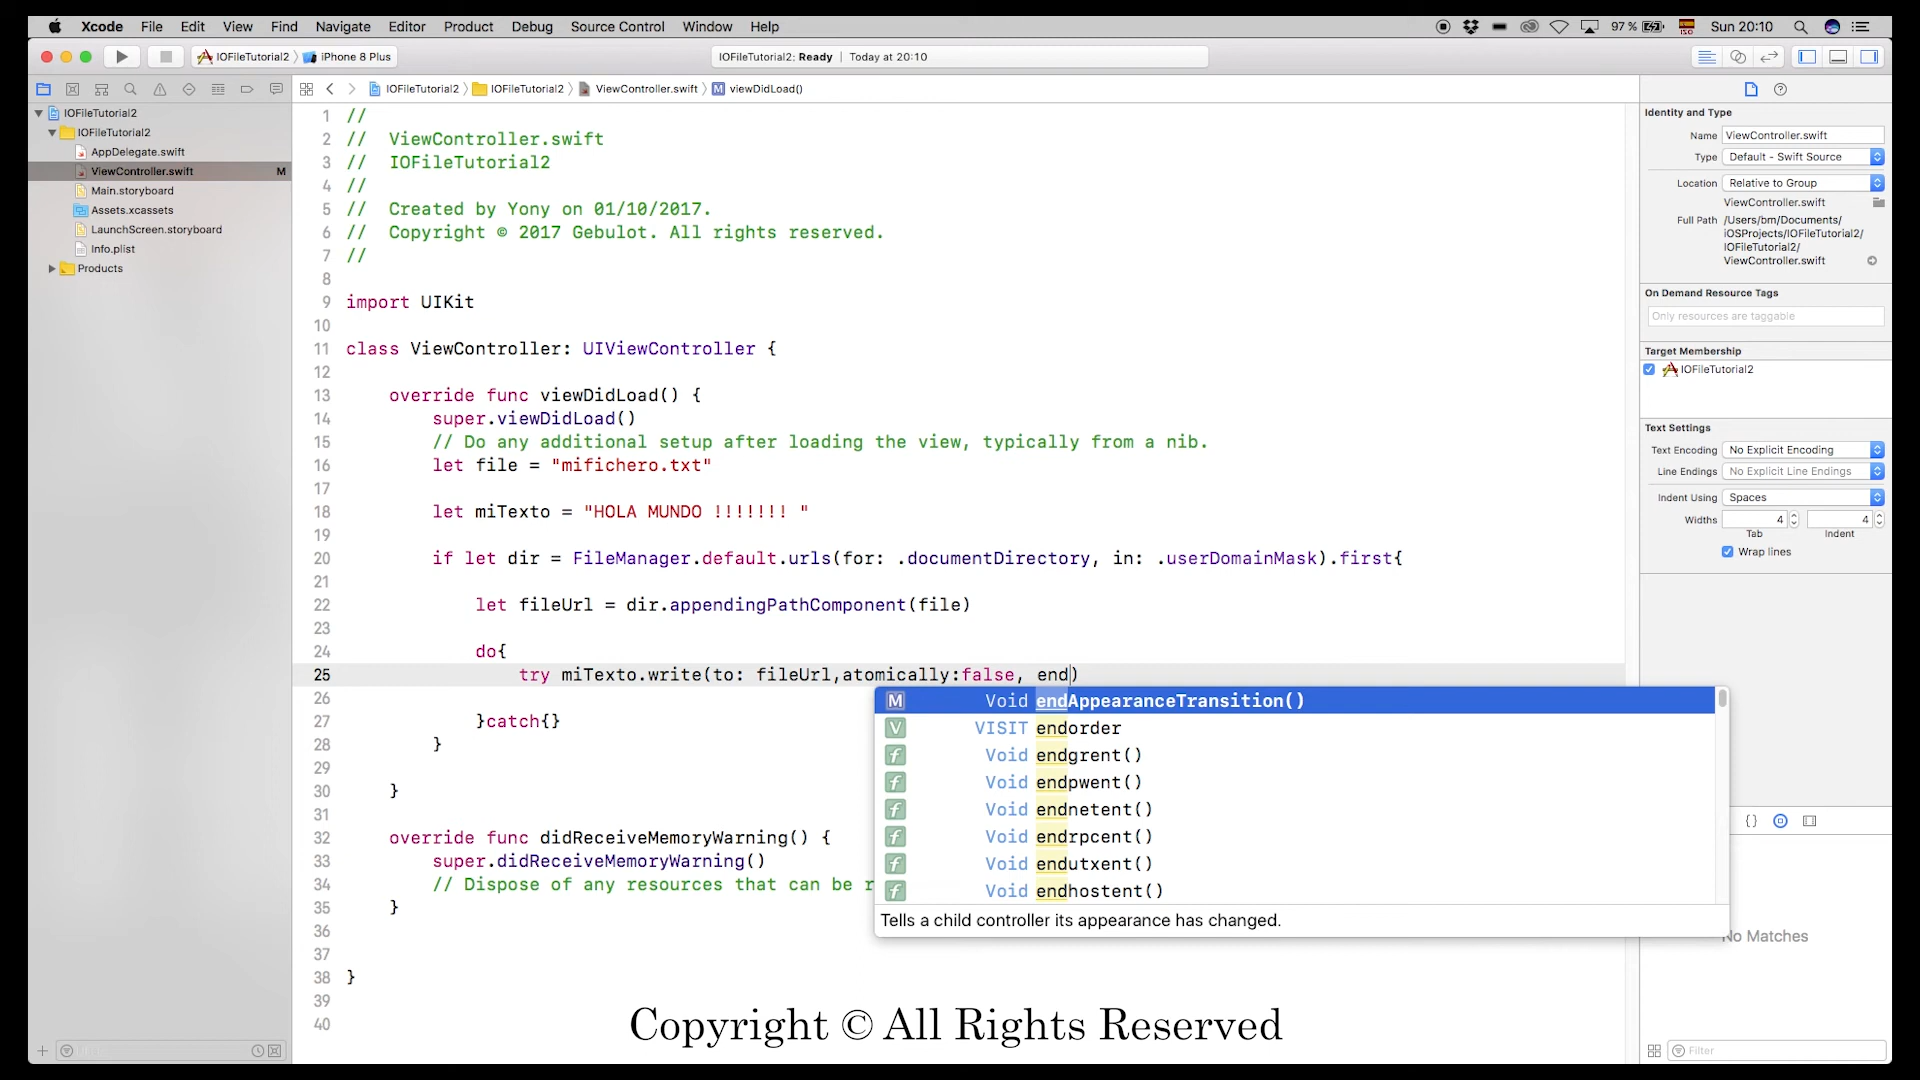 Xcode File Edit View Find Navigate Editor Product Debug Source Control Window Help 97 % ISO Sun 20:10
IOFileTutorial2 iPhone 8 Plus IOFileTutorial2: Ready | Today at 20:10
IOFileTutorial2 IOFileTutorial2 ViewController.swift M viewDidLoad()
IOFileTutorial2
IOFileTutorial2
AppDelegate.swift
ViewController.swift M
Main.storyboard
Assets.xcassets
LaunchScreen.storyboard
Info.plist
Products
1 //
2 // ViewController.swift
3 // IOFileTutorial2
4 //
5 // Created by Yony on 01/10/2017.
6 // Copyright © 2017 Gebulot. All rights reserved.
7 //
8
9 import UIKit
10
11 class ViewController: UIViewController {
12
13 override func viewDidLoad() {
14 super.viewDidLoad()
15 // Do any additional setup after loading the view, typically from a nib.
16 let file = "mifichero.txt"
17
18 let miTexto = "HOLA MUNDO !!!!!!! "
19
20 if let dir = FileManager.default.urls(for: .documentDirectory, in: .userDomainMask).first{
21
22 let fileUrl = dir.appendingPathComponent(file)
23
24 do{
25 try miTexto.write(to: fileUrl,atomically:false, end)
26
27 }catch{}
28 }
29
30 }
31
32 override func didReceiveMemoryWarning() {
33 super.didReceiveMemoryWarning()
34 // Dispose of any resources that can be r
35 }
36
37
38 }
39
40
M Void endAppearanceTransition()
V VISIT endorder
f Void endgrent()
f Void endpwent()
f Void endnetent()
f Void endrpcent()
f Void endutxent()
f Void endhostent()
Tells a child controller its appearance has changed.
Identity and Type
Name ViewController.swift
Type Default - Swift Source
Location Relative to Group
ViewController.swift
Full Path /Users/bm/Documents/
iOSProjects/IOFileTutorial2/
IOFileTutorial2/
ViewController.swift
On Demand Resource Tags
Only resources are taggable
Target Membership
IOFileTutorial2
Text Settings
Text Encoding No Explicit Encoding
Line Endings No Explicit Line Endings
Indent Using Spaces
Widths 4 4
Tab Indent
Wrap lines
{}
No Matches
Filter
Copyright © All Rights Reserved